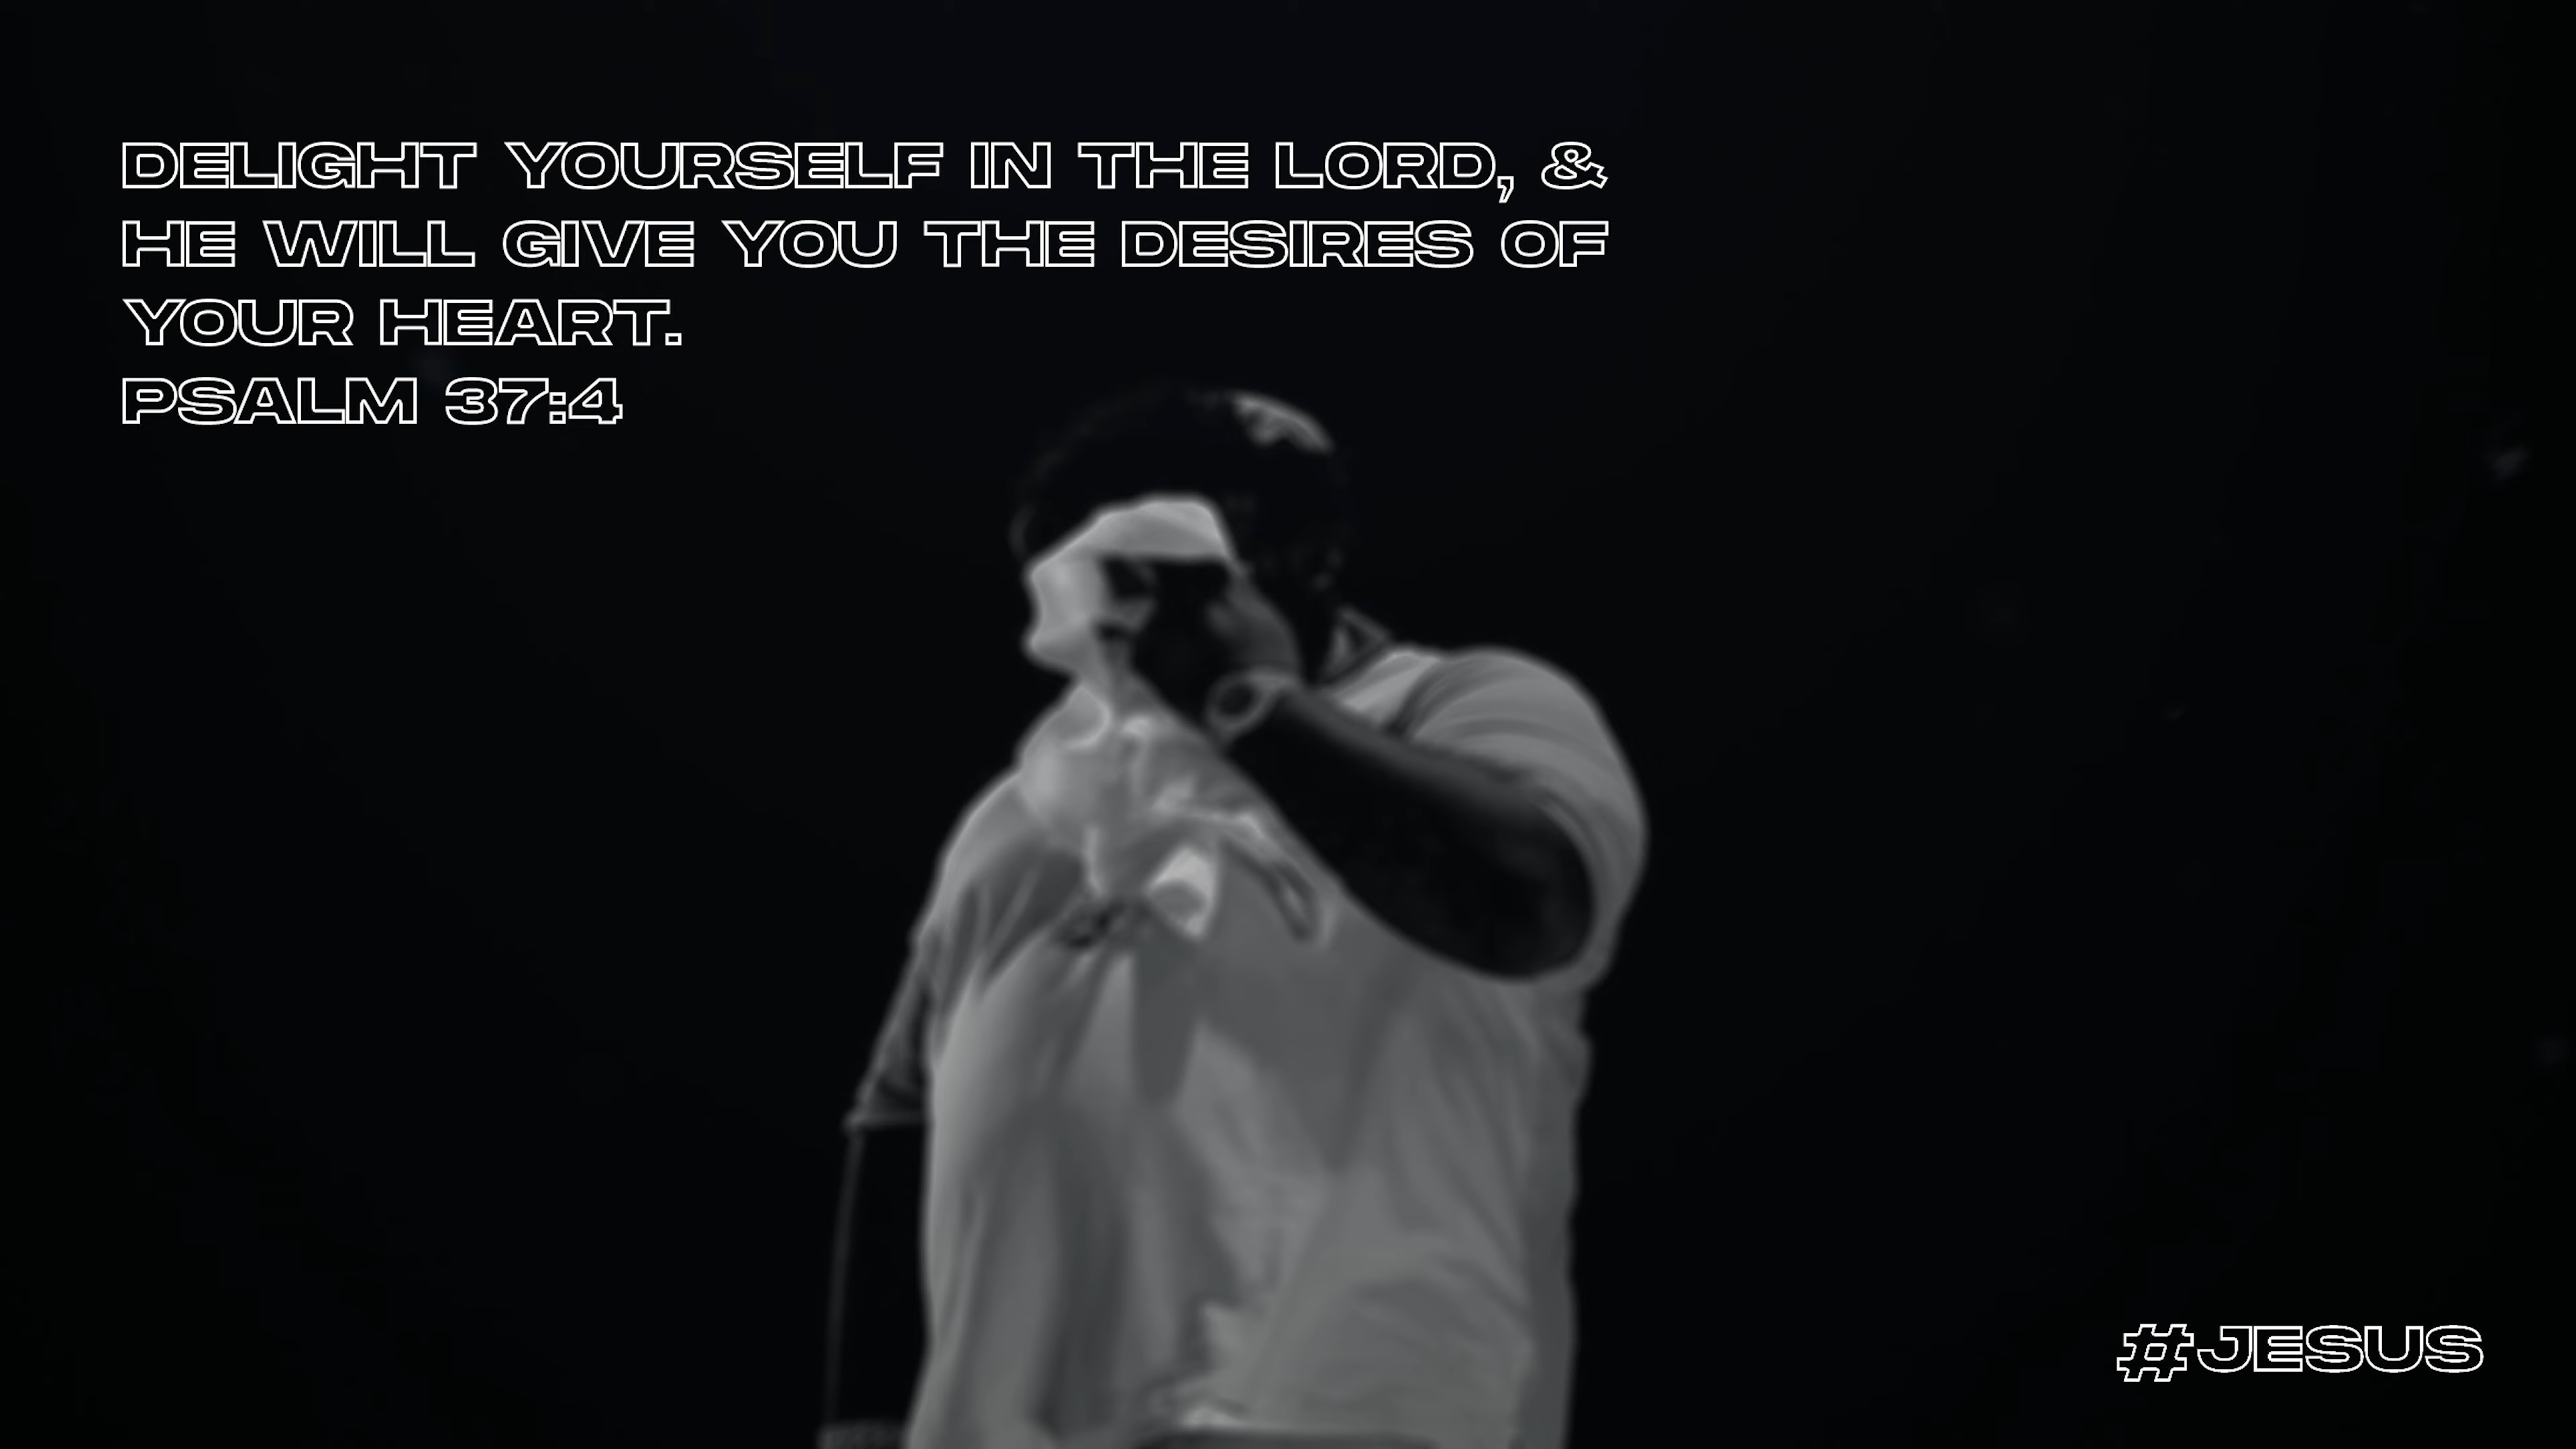 DELIGHT YOURSELF IN THE LORD, &
HE WILL GIVE YOU THE DESIRES OF
YOUR HEART.
PSALM 37:4
#JESUS